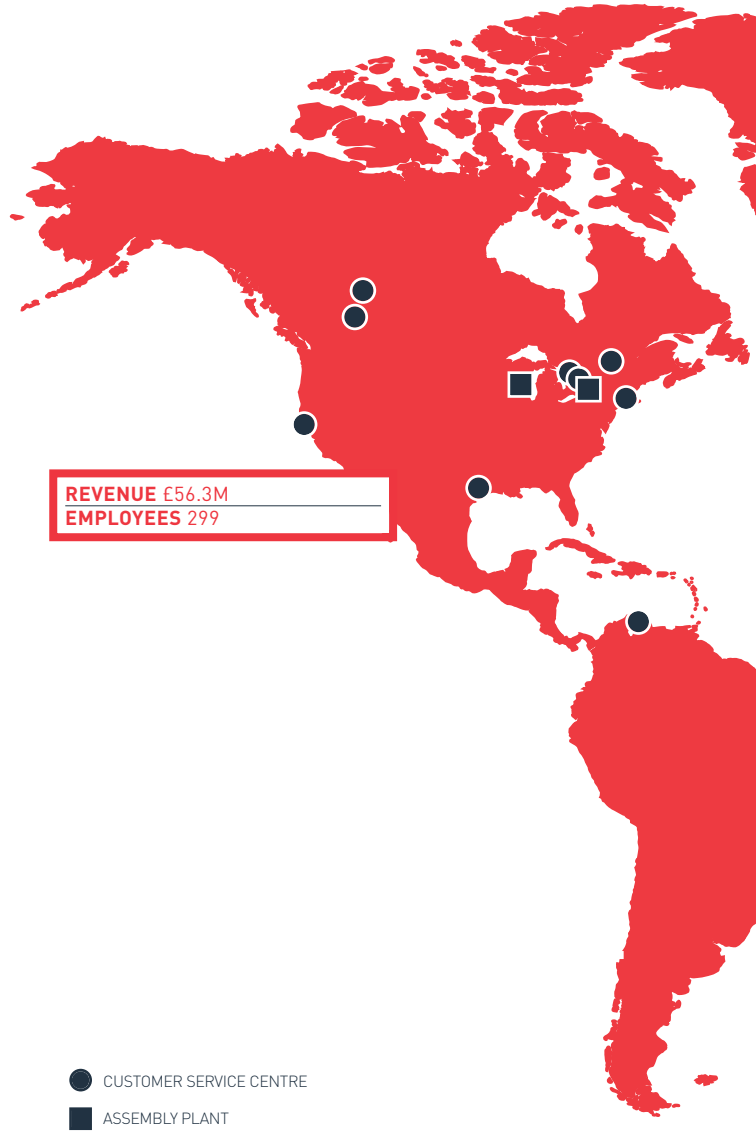 REVENUE £56.3M
EMPLOYEES 299
CUSTOMER SERVICE CENTRE
ASSEMBLY PLANT